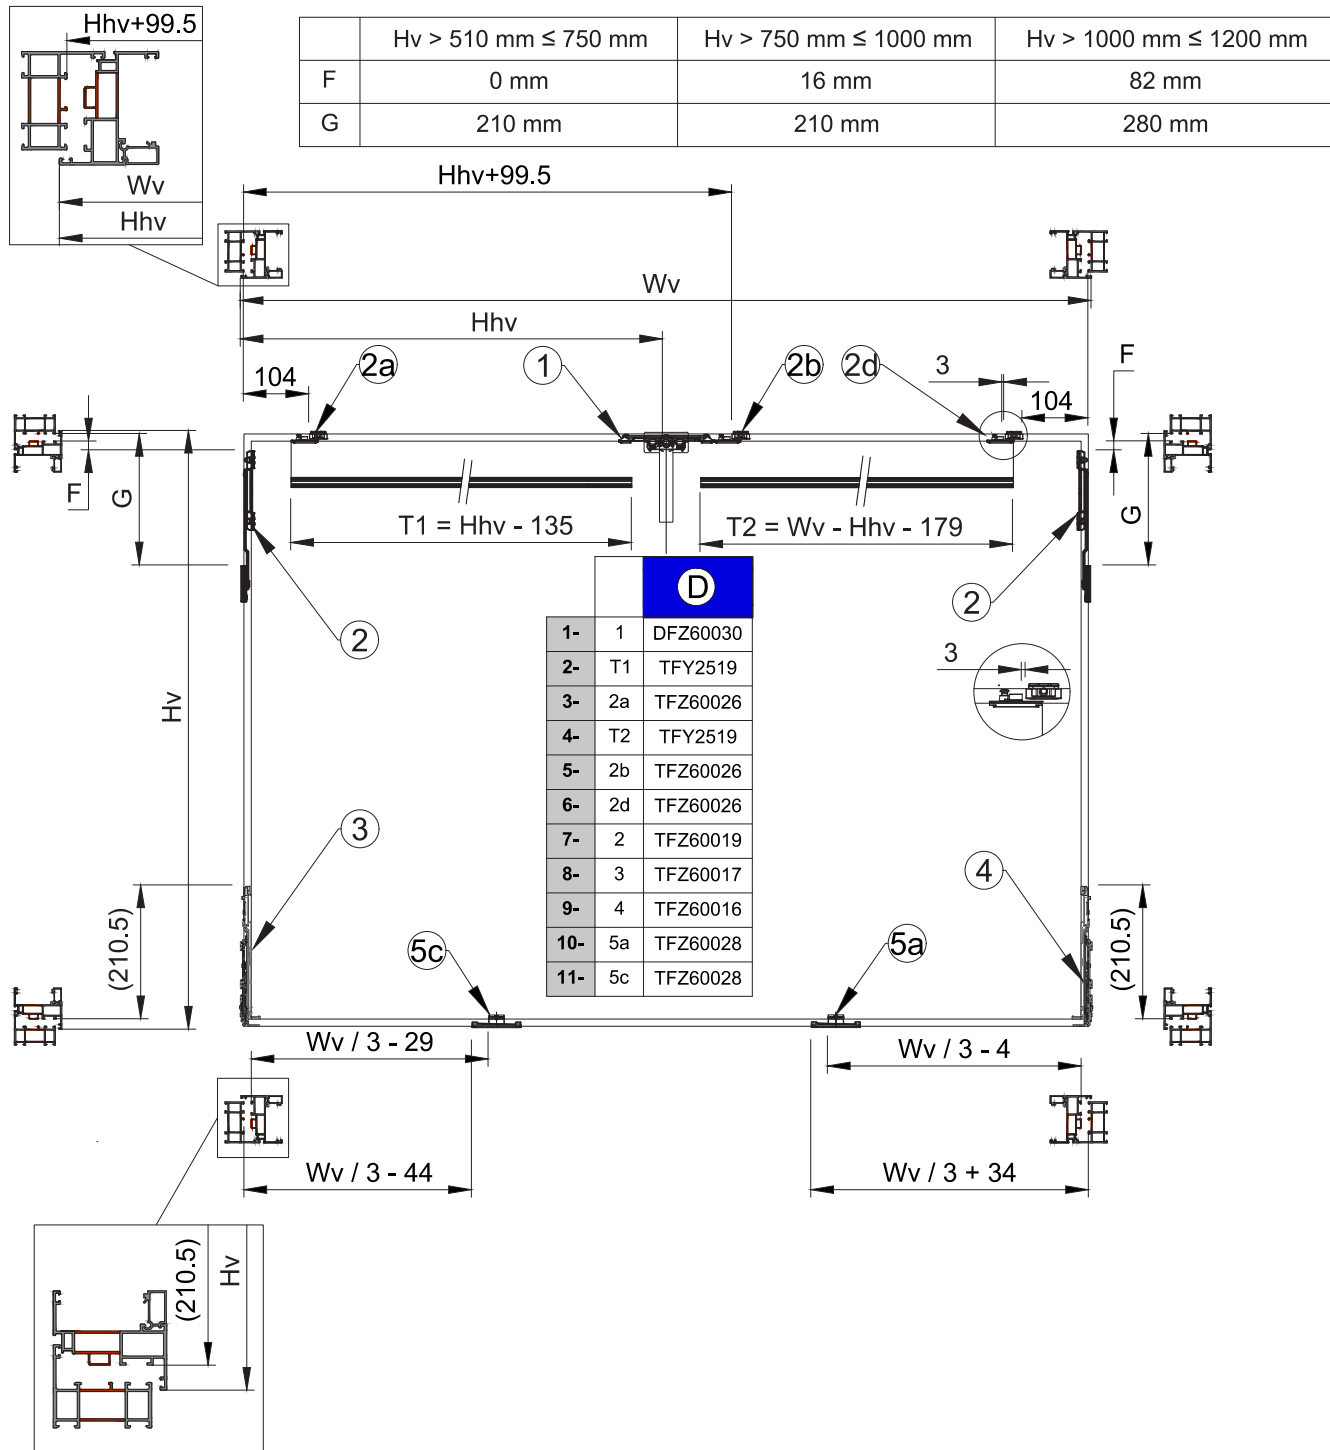 Hhv+99.5
Wv
Hhv
Hv > 510 mm ≤ 750 mm Hv > 750 mm ≤ 1000 mm Hv > 1000 mm ≤ 1200 mm
F 0 mm 16 mm 82 mm
G 210 mm 210 mm 280 mm
Hhv+99.5
Wv
Hhv
2a 1 2b 2d 3 F
104 104
F G G
T1 = Hhv - 135 T2 = Wv - Hhv - 179
D
2 2
Hv
3
1- 1 DFZ60030
2- T1 TFY2519
3- 2a TFZ60026
4- T2 TFY2519
5- 2b TFZ60026
6- 2d TFZ60026
7- 2 TFZ60019
8- 3 TFZ60017
9- 4 TFZ60016
10- 5a TFZ60028
11- 5c TFZ60028
3 4
(210.5) 5c 5a (210.5)
Wv / 3 - 29 Wv / 3 - 4
Wv / 3 - 44 Wv / 3 + 34
(210.5) Hv